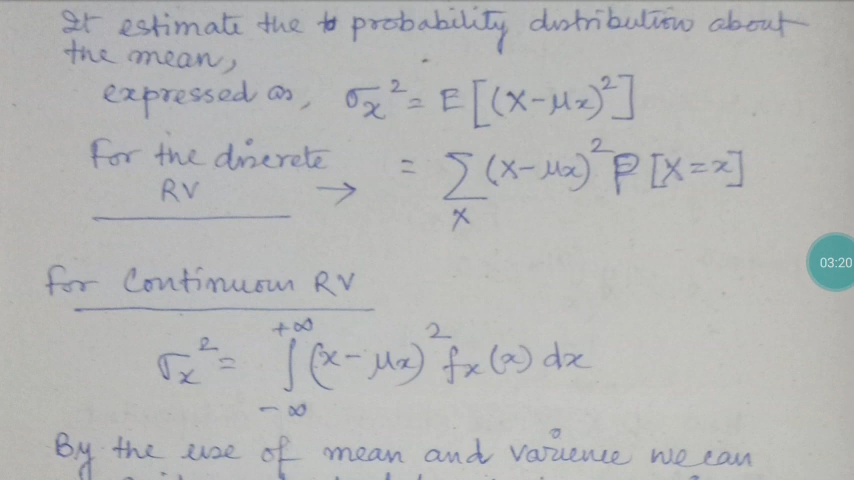 It estimate the probability distribution about
the mean,
expressed as, σx² = E[(X-μx)²]
For the discrete = ∑ (x-μx)² P[X=x]
RV → x
03:20
for Continuous RV
σx² = ∫ (x-μx)² fx(x) dx
+∞
-∞
By the use of mean and varience we can